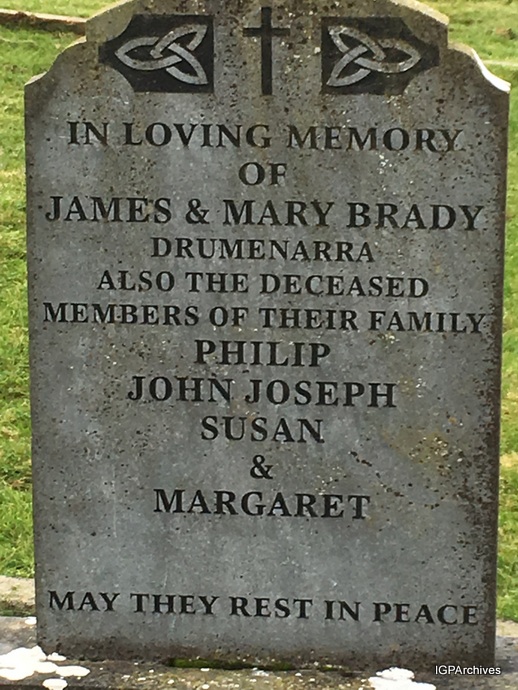 IN LOVING MEMORY
OF
JAMES & MARY BRADY
DRUMENARRA
ALSO THE DECEASED
MEMBERS OF THEIR FAMILY
PHILIP
JOHN JOSEPH
SUSAN
&
MARGARET
MAY THEY REST IN PEACE
IGPArchives